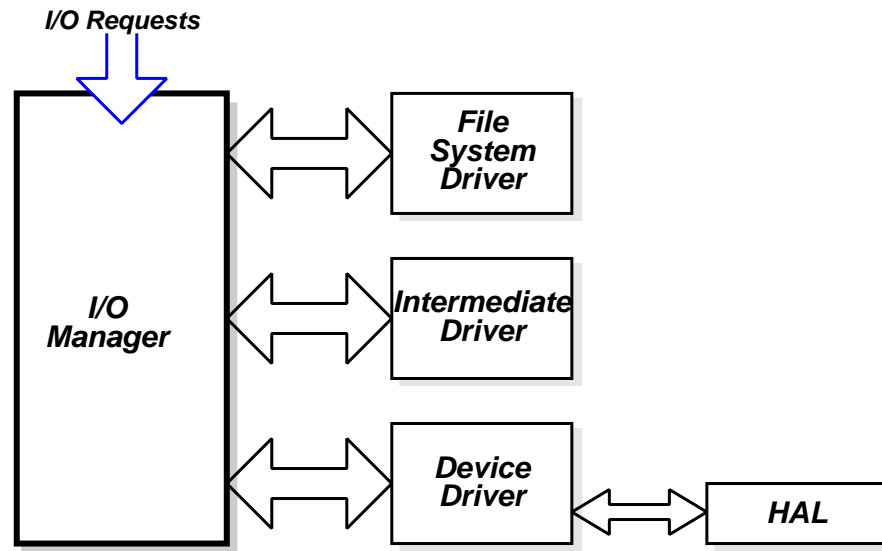 I/O Requests
File
System
Driver
I/O
Manager
Intermediate
Driver
Device
Driver
HAL